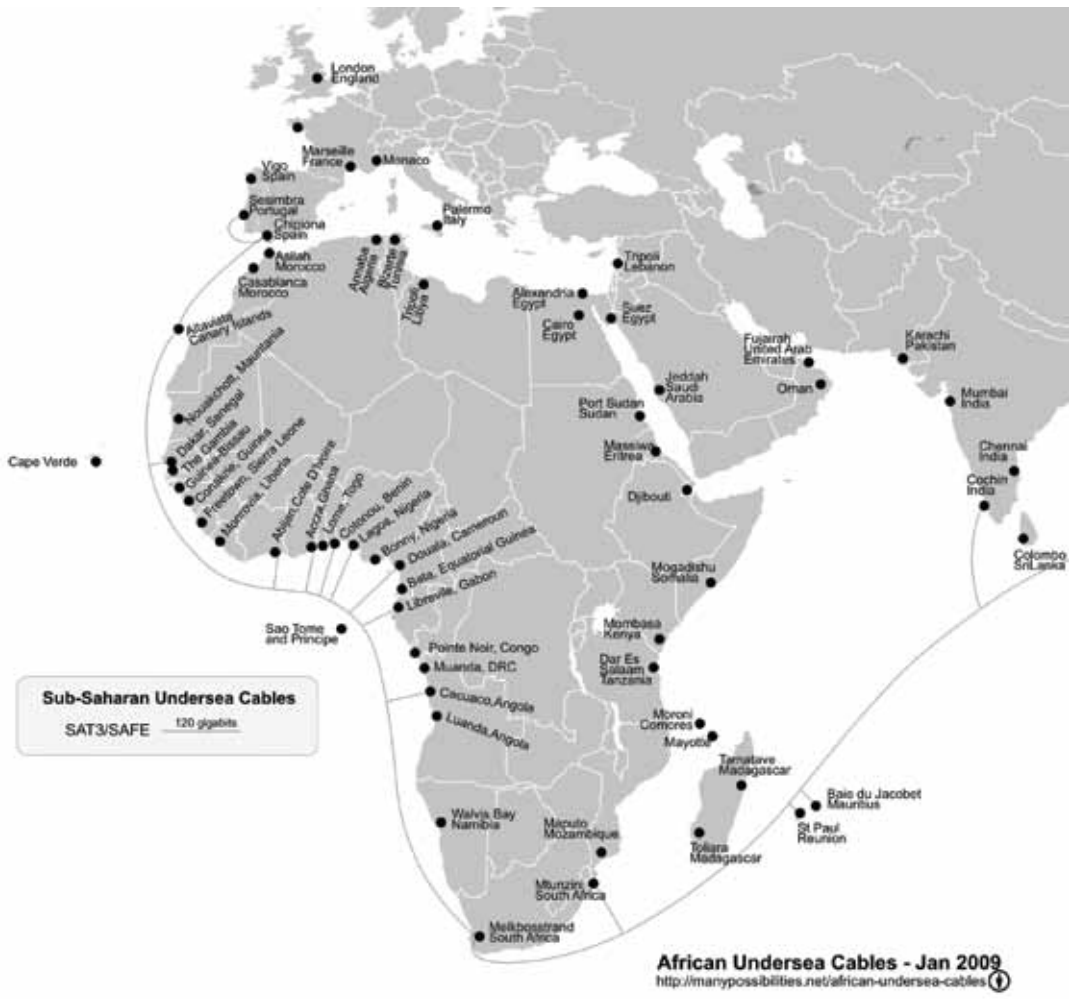 London
England
Marseille
France
Monaco
Vigo
Spain
Sesimbra
Portugal
Chipiona
Spain
Palermo
Italy
Asilah
Morocco
Casablanca
Morocco
Annaba
Algeria
Bizerte
Tunisia
Tripoli
Libya
Tripoli
Lebanon
Alexandria
Egypt
Cairo
Egypt
Suez
Egypt
Altavista
Canary Islands
Fujairah
United Arab
Emirates
Oman
Karachi
Pakistan
Mumbai
India
Jeddah
Saudi
Arabia
Port Sudan
Sudan
Massiwa
Eritrea
Djibouti
Chennai
India
Cochin
India
Colombo
SriLanka
Cape Verde
Nouakchott, Mauritania
Dakar, Senegal
The Gambia
Guinea-Bissau
Conakrie, Guinea
Freetown, Sierra Leone
Monrovia, Liberia
Abijan, Cote D'Ivoire
Accra, Ghana
Lome, Togo
Cotonou, Benin
Lagos, Nigeria
Bonny, Nigeria
Douala, Cameroun
Bata, Equatorial Guinea
Libreville, Gabon
Sao Tome
and Principe
Mogadishu
Somalia
Mombasa
Kenya
Dar Es
Salaam
Tanzania
Pointe Noir, Congo
Muanda, DRC
Cacuaco,Angola
Luanda,Angola
Sub-Saharan Undersea Cables
SAT3/SAFE 120 gigabits
Moroni
Comores
Mayotte
Tamatave
Madagascar
Baie du Jacobet
Mauritius
St Paul
Reunion
Walvis Bay
Namibia
Maputo
Mozambique
Toliara
Madagascar
Mtunzini
South Africa
Melkbosstrand
South Africa
African Undersea Cables - Jan 2009
http://manypossibilities.net/african-undersea-cables